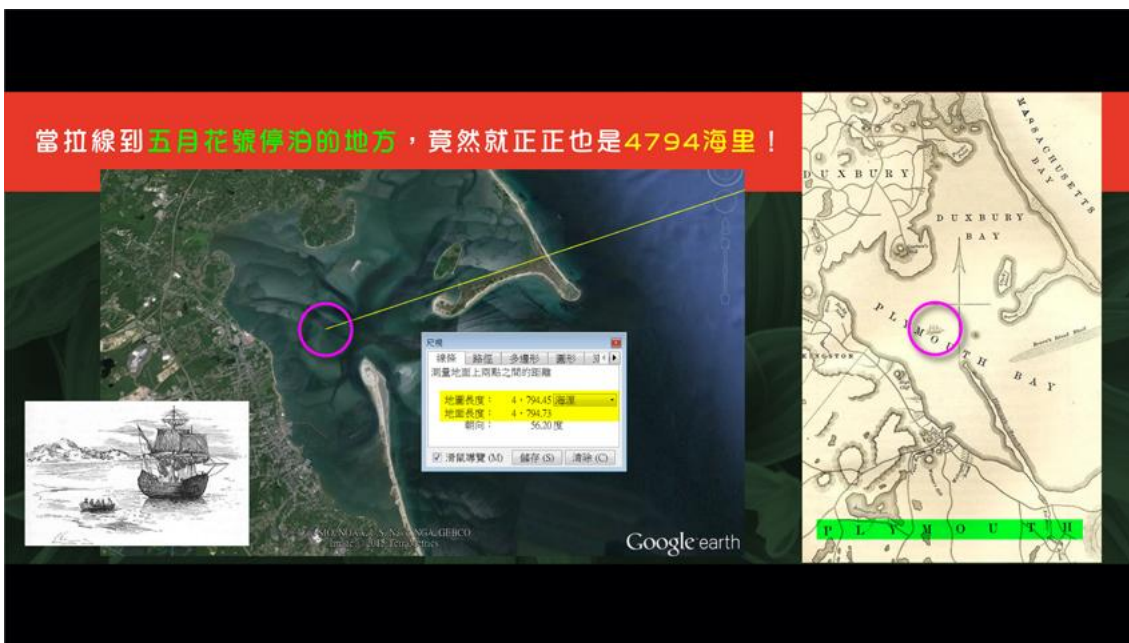 當拉線到五月花號停泊的地方，竟然就正正也是4794海里！
尺規
線條 路徑 多邊形 圓形
測量地面上兩點之間的距離
地圖長度： 4，794.45 海里
地面長度： 4，794.73
朝向： 56.20 度
滑鼠導覽 (M) 儲存 (S) 清除 (C)
Google earth
MASSACHUSETTS
BAY
DUXBURY
DUXBURY
BAY
PLYMOUTH BAY
KINGSTON
PLYMOUTH